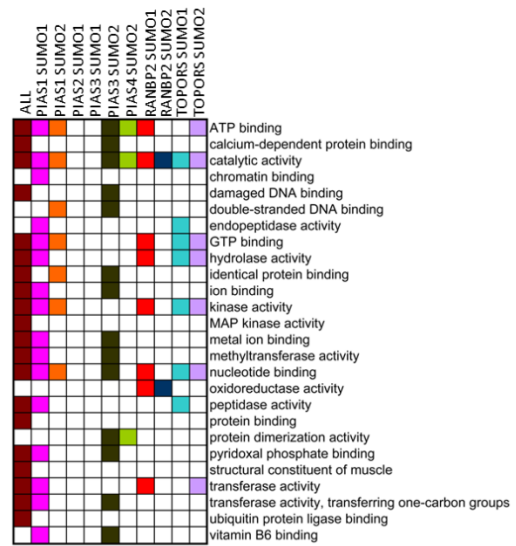 ALL
PIAS1 SUMO1
PIAS1 SUMO2
PIAS2 SUMO1
PIAS3 SUMO1
PIAS3 SUMO2
PIAS4 SUMO2
RANBP2 SUMO1
RANBP2 SUMO2
TOPORS SUMO1
TOPORS SUMO2
ATP binding
calcium-dependent protein binding
catalytic activity
chromatin binding
damaged DNA binding
double-stranded DNA binding
endopeptidase activity
GTP binding
hydrolase activity
identical protein binding
ion binding
kinase activity
MAP kinase activity
metal ion binding
methyltransferase activity
nucleotide binding
oxidoreductase activity
peptidase activity
protein binding
protein dimerization activity
pyridoxal phosphate binding
structural constituent of muscle
transferase activity
transferase activity, transferring one-carbon groups
ubiquitin protein ligase binding
vitamin B6 binding